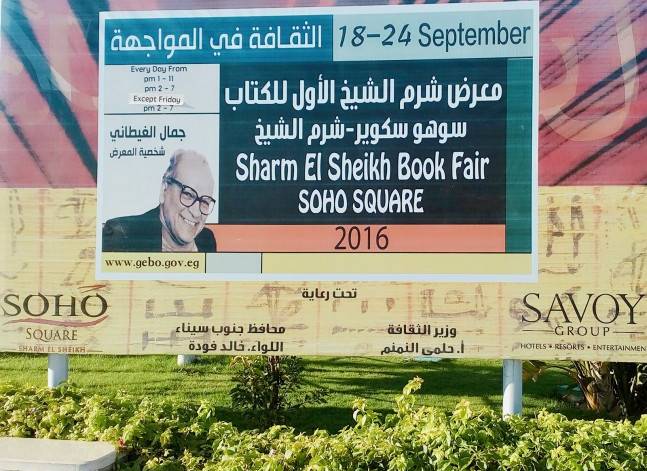 الثقافة في المواجهة
18-24 September
Every Day From
pm 1 - 11
pm 2 - 7
Except Friday
pm 2 - 7
معرض شرم الشيخ الأول للكتاب
سوهو سكوير-شرم الشيخ
Sharm El Sheikh Book Fair
SOHO SQUARE
2016
جمال الغيطاني
شخصية المعرض
www.gebo.gov.eg
تحت رعاية
وزير الثقافة
أ. حلمى النمنم
محافظ جنوب سيناء
اللواء. خالد فودة
SOHO
SQUARE
SHARM EL SHEIKH
SAVOY
GROUP
HOTELS • RESORTS • ENTERTAINMENT